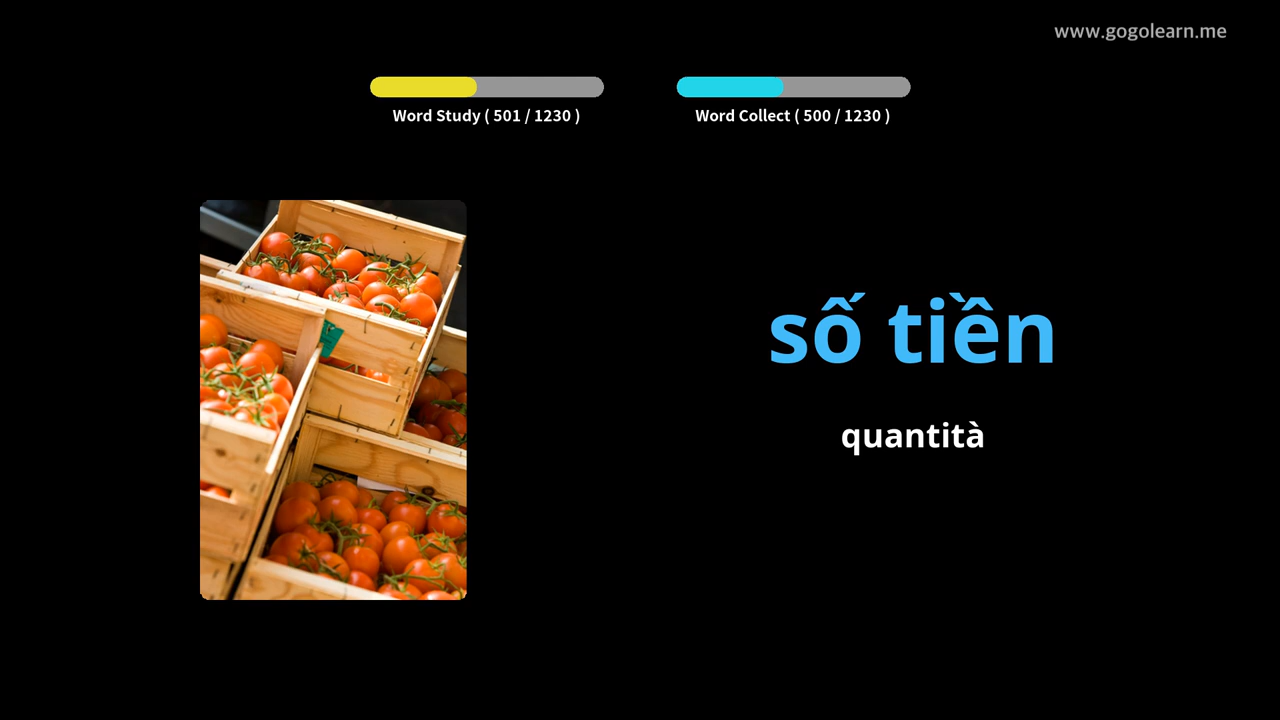 www.gogolearn.me
Word Study ( 501 / 1230 )
Word Collect ( 500 / 1230 )
số tiền
quantità